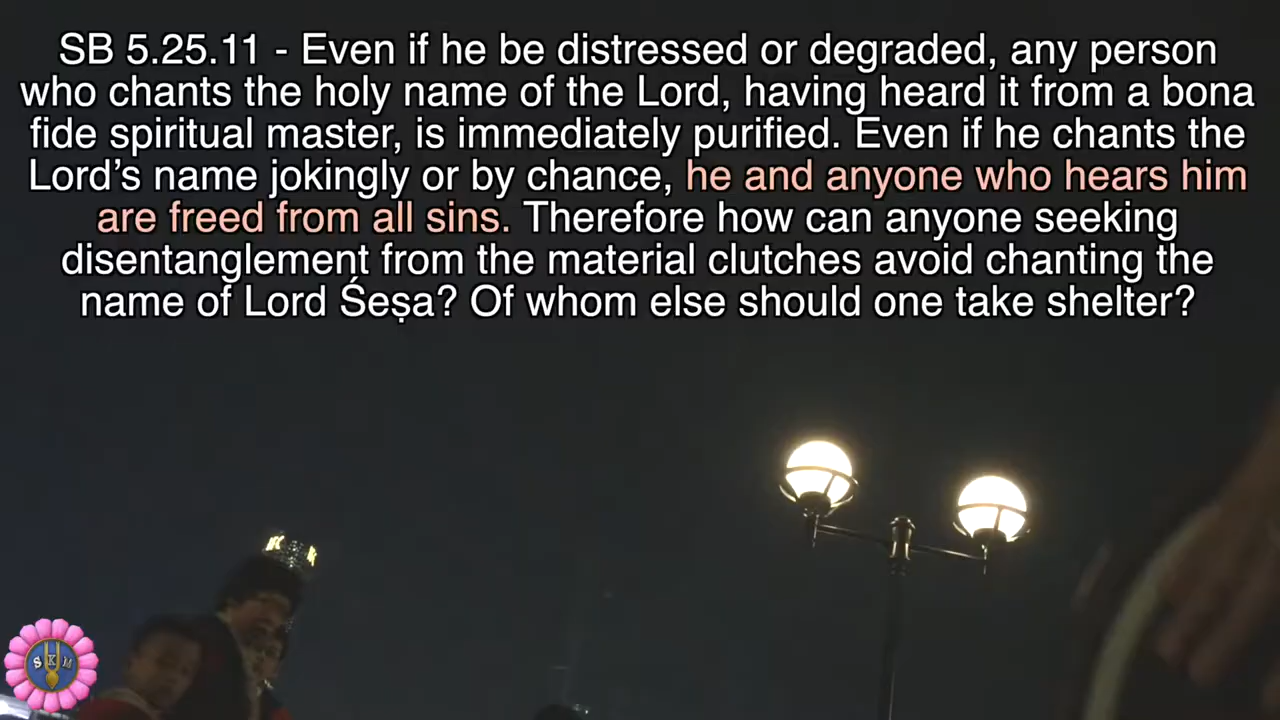 SB 5.25.11 - Even if he be distressed or degraded, any person
who chants the holy name of the Lord, having heard it from a bona
fide spiritual master, is immediately purified. Even if he chants the
Lord’s name jokingly or by chance, he and anyone who hears him
are freed from all sins. Therefore how can anyone seeking
disentanglement from the material clutches avoid chanting the
name of Lord Śeṣa? Of whom else should one take shelter?
SKM